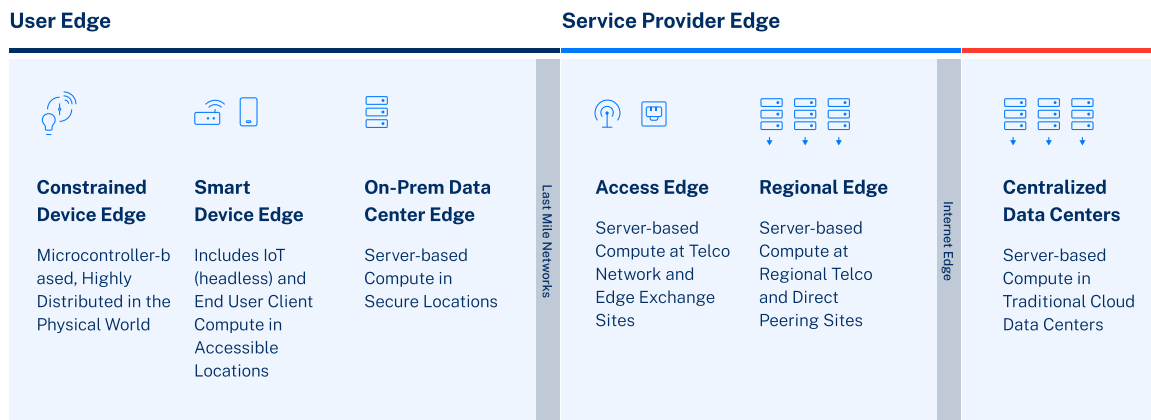 User Edge
Service Provider Edge
Constrained
Device Edge
Microcontroller-b
ased, Highly
Distributed in the
Physical World
Smart
Device Edge
Includes IoT
(headless) and
End User Client
Compute in
Accessible
Locations
On-Prem Data
Center Edge
Server-based
Compute in
Secure Locations
Last Mile Networks
Access Edge
Server-based
Compute at Telco
Network and
Edge Exchange
Sites
Regional Edge
Server-based
Compute at
Regional Telco
and Direct
Peering Sites
Internet Edge
Centralized
Data Centers
Server-based
Compute in
Traditional Cloud
Data Centers